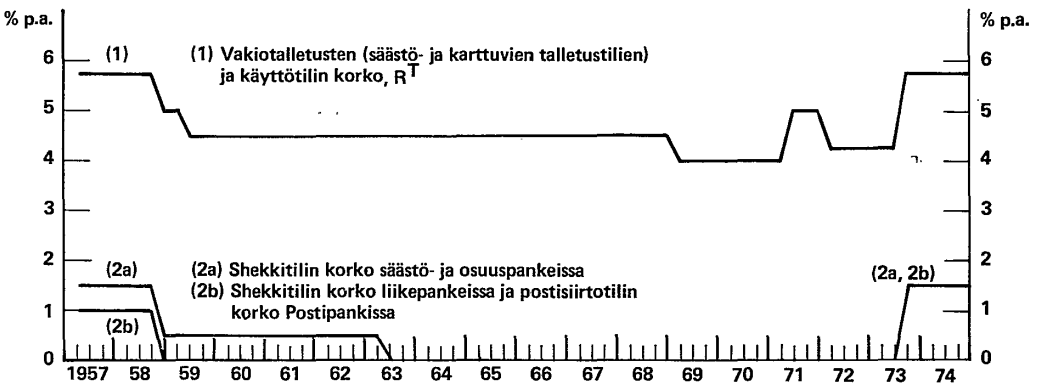 % p.a.
% p.a.
6
(1)
(1) Vakiotalletusten (säästö- ja karttuvien talletustilien)
ja käyttötilin korko, R^T
6
5
5
4
4
3
3
2
2
(2a)
(2a) Shekkitilin korko säästö- ja osuuspankeissa
(2a, 2b)
(2b) Shekkitilin korko liikepankeissa ja postisiirtotilin
korko Postipankissa
1
1
(2b)
0
0
1957 58 59 60 61 62 63 64 65 66 67 68 69 70 71 72 73 74